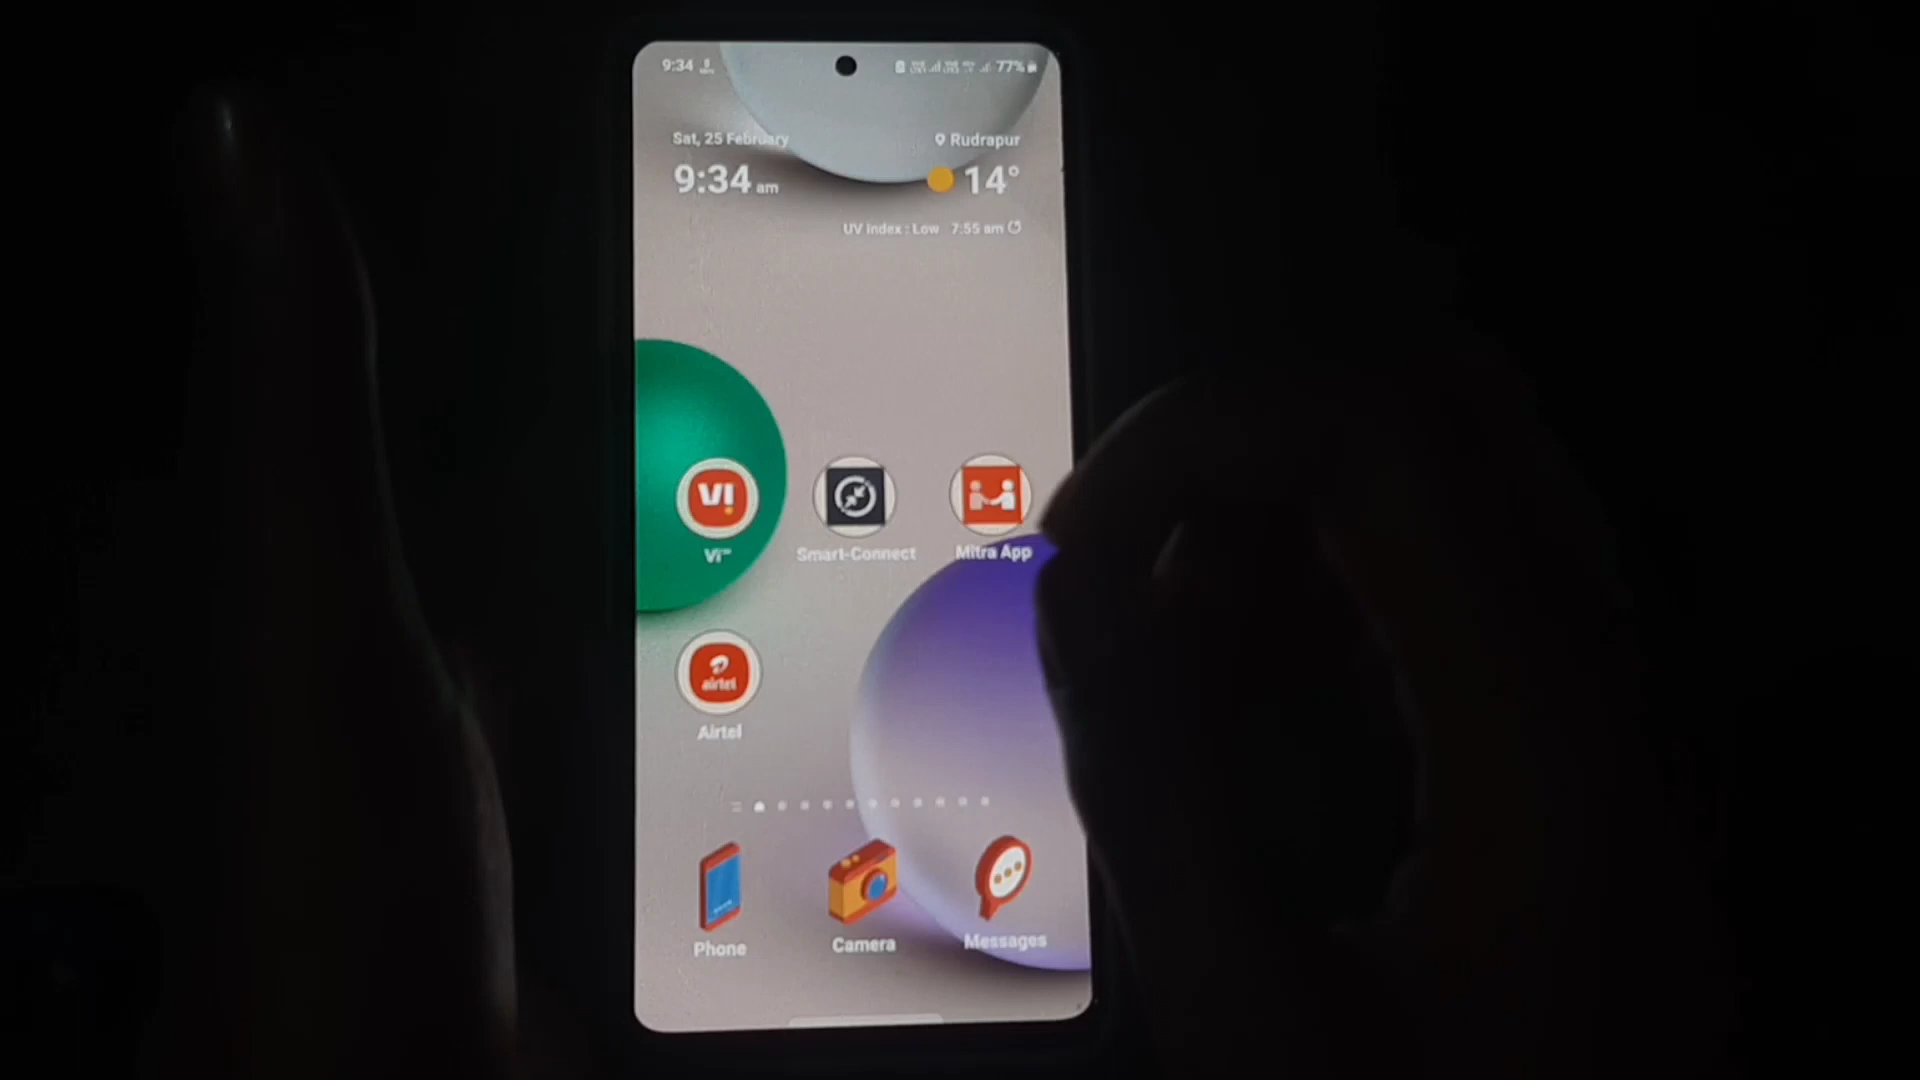 9:34
77%
Sat, 25 February
Rudrapur
9:34 am
14°
UV index : Low 7:55 am
VI
Vi™
Smart-Connect
Mitra App
airtel
Airtel
Phone
Camera
Messages